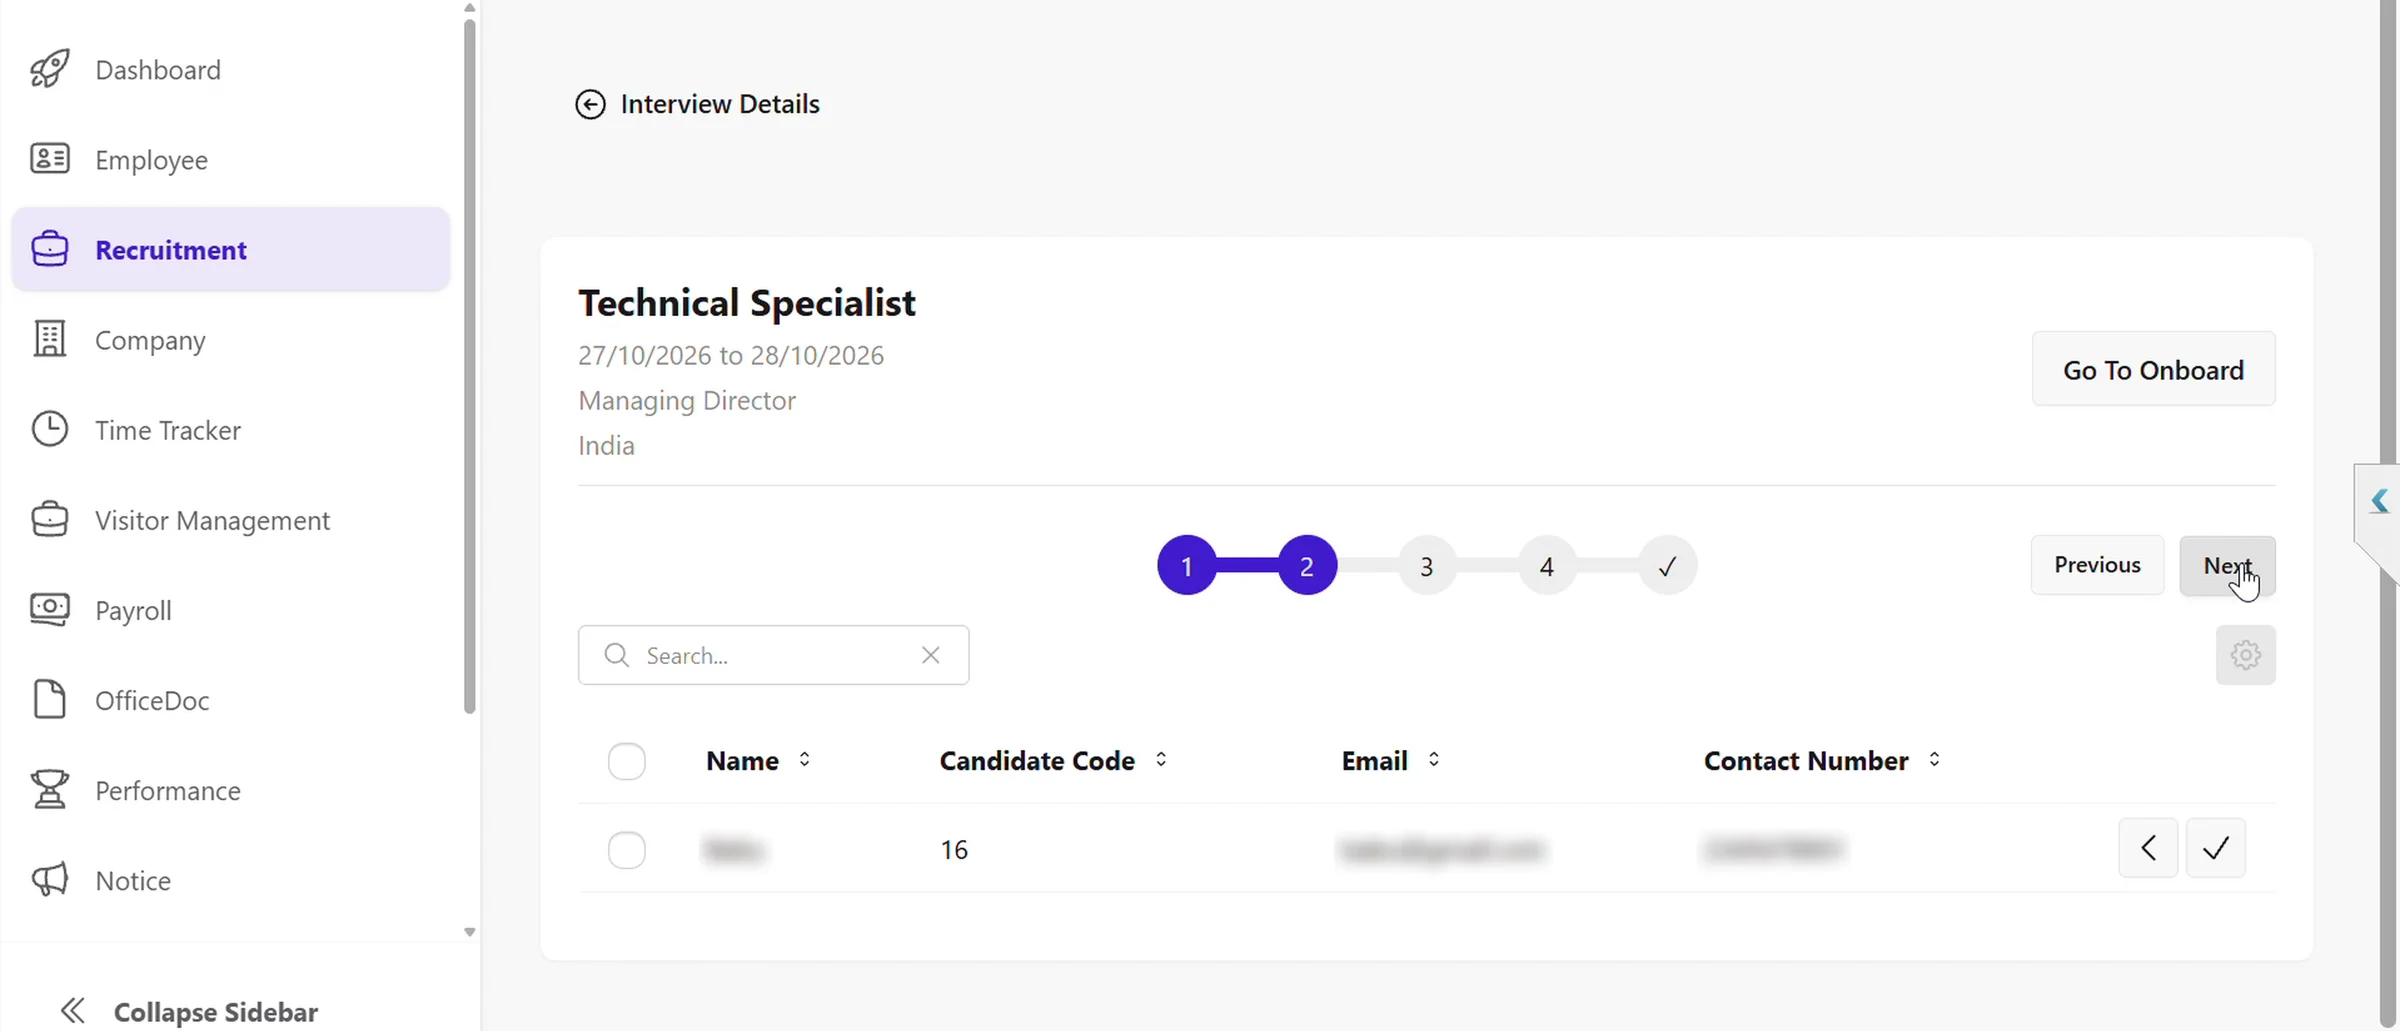 Dashboard
Employee
Recruitment
Company
Time Tracker
Visitor Management
Payroll
OfficeDoc
Performance
Notice
Collapse Sidebar
Interview Details
Technical Specialist
27/10/2026 to 28/10/2026
Managing Director
India
Go To Onboard
1 2 3 4
Previous Next
Search...
Name Candidate Code Email Contact Number
16